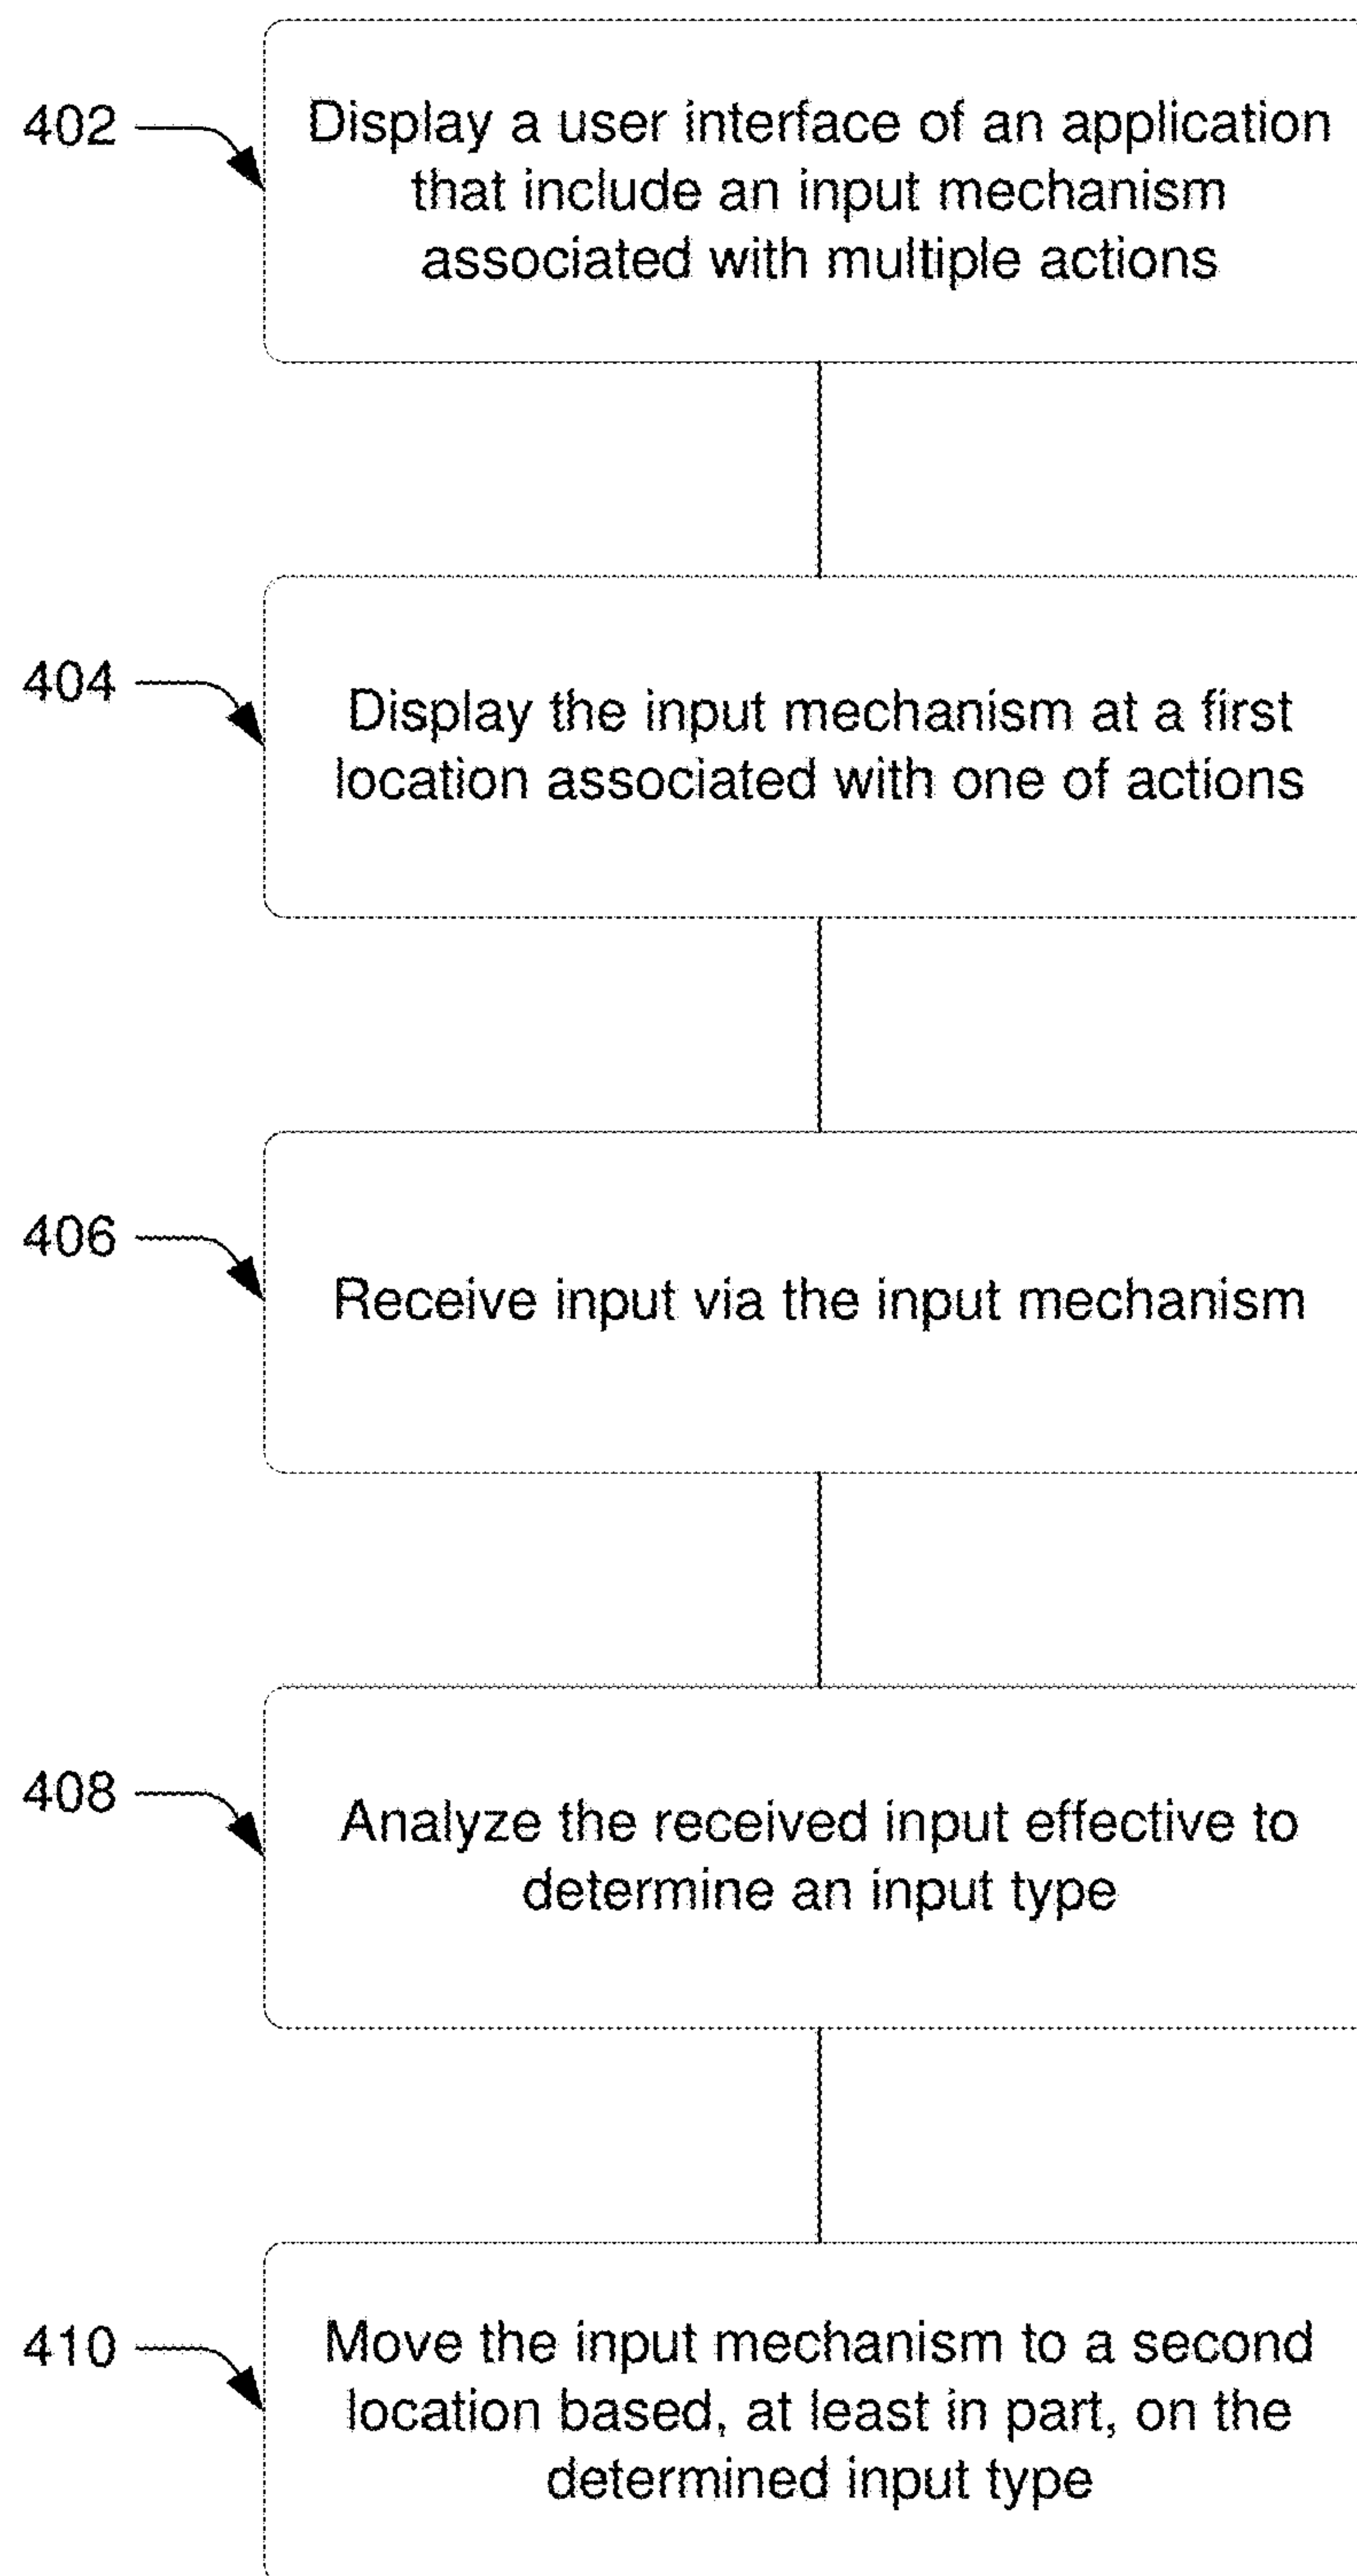 402
Display a user interface of an application
that include an input mechanism
associated with multiple actions
404
Display the input mechanism at a first
location associated with one of actions
406
Receive input via the input mechanism
408
Analyze the received input effective to
determine an input type
410
Move the input mechanism to a second
location based, at least in part, on the
determined input type